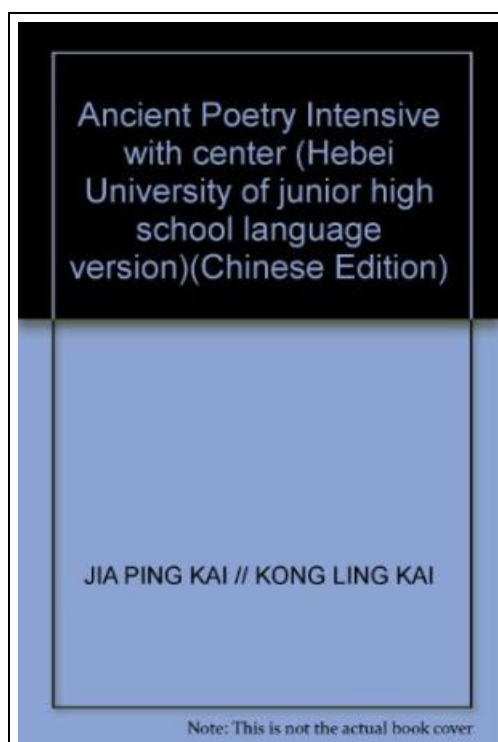 Ancient Poetry Intensive
with center (Hebei
University of junior high
school language
version)(Chinese Edition)
JIA PING KAI // KONG LING KAI
Note: This is not the actual book cover